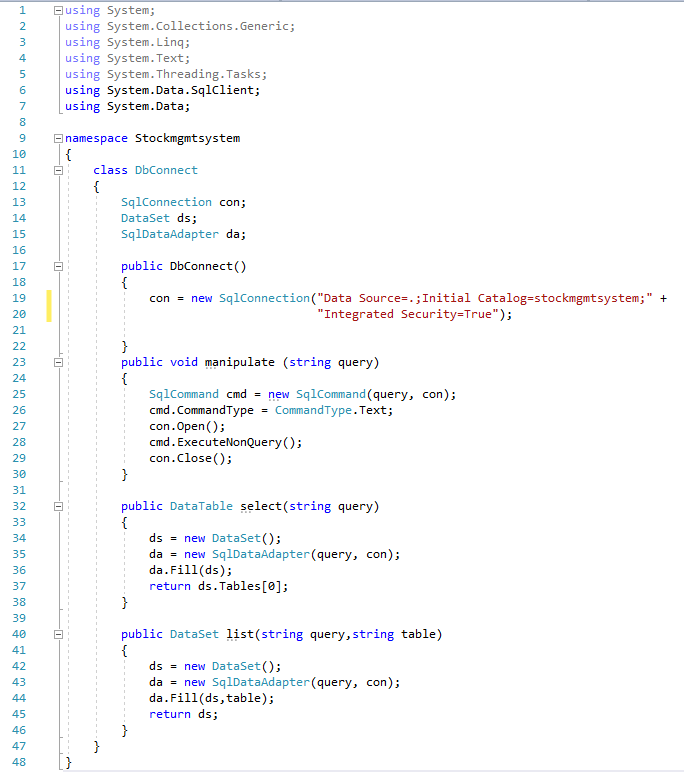 1 using System;
2 using System.Collections.Generic;
3 using System.Linq;
4 using System.Text;
5 using System.Threading.Tasks;
6 using System.Data.SqlClient;
7 using System.Data;
8
9 namespace Stockmgmtsystem
10 {
11     class DbConnect
12     {
13         SqlConnection con;
14         DataSet ds;
15         SqlDataAdapter da;
16
17         public DbConnect()
18         {
19             con = new SqlConnection("Data Source=.;Initial Catalog=stockmgmtsystem;" +
20                                     "Integrated Security=True");
21
22         }
23         public void manipulate (string query)
24         {
25             SqlCommand cmd = new SqlCommand(query, con);
26             cmd.CommandType = CommandType.Text;
27             con.Open();
28             cmd.ExecuteNonQuery();
29             con.Close();
30         }
31
32         public DataTable select(string query)
33         {
34             ds = new DataSet();
35             da = new SqlDataAdapter(query, con);
36             da.Fill(ds);
37             return ds.Tables[0];
38         }
39
40         public DataSet list(string query,string table)
41         {
42             ds = new DataSet();
43             da = new SqlDataAdapter(query, con);
44             da.Fill(ds,table);
45             return ds;
46         }
47     }
48 }